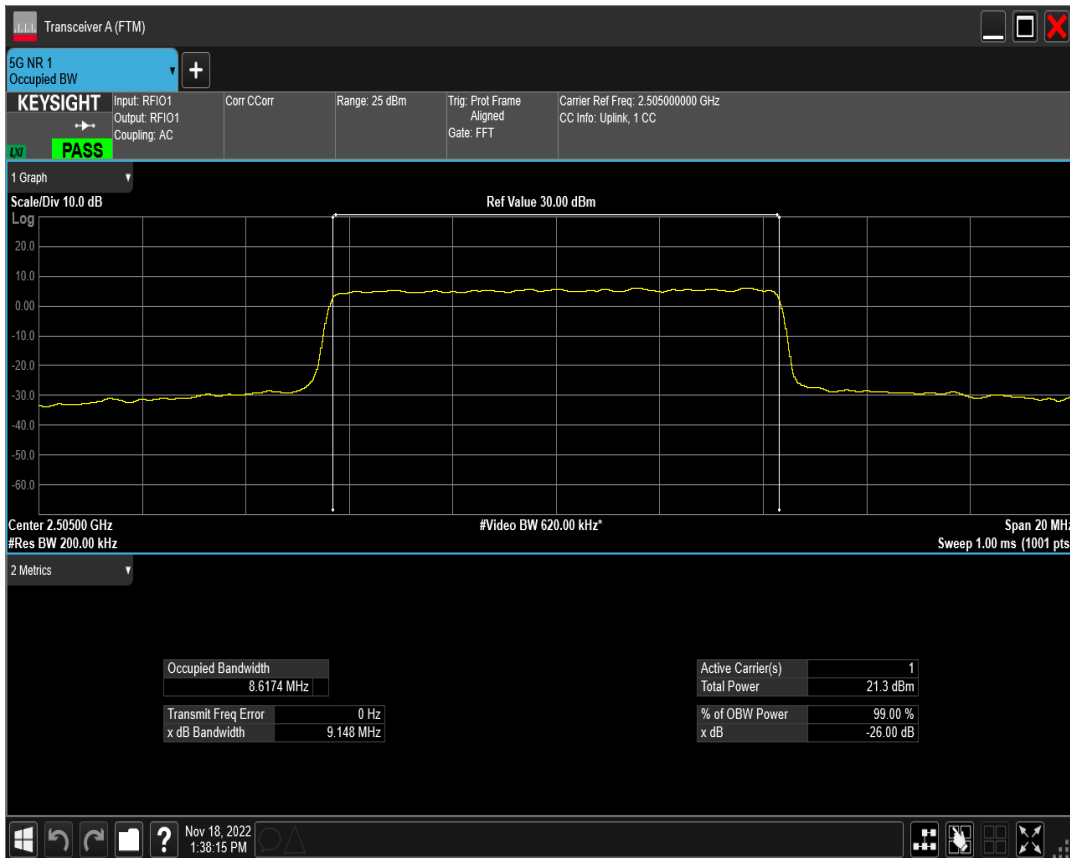 Transceiver A (FTM)
5G NR 1
Occupied BW
+
KEYSIGHT
LXI
PASS
Input: RFIO1
Output: RFIO1
Coupling: AC
Corr CCorr
Range: 25 dBm
Trig: Prot Frame
Aligned
Gate: FFT
Carrier Ref Freq: 2.505000000 GHz
CC Info: Uplink, 1 CC
1 Graph
Scale/Div 10.0 dB
Ref Value 30.00 dBm
Log
20.0
10.0
0.00
-10.0
-20.0
-30.0
-40.0
-50.0
-60.0
Center 2.50500 GHz
#Video BW 620.00 kHz*
Span 20 MHz
#Res BW 200.00 kHz
Sweep 1.00 ms (1001 pts
2 Metrics
Occupied Bandwidth
8.6174 MHz
Transmit Freq Error 0 Hz
x dB Bandwidth 9.148 MHz
Active Carrier(s) 1
Total Power 21.3 dBm
% of OBW Power 99.00 %
x dB -26.00 dB
?
Nov 18, 2022
1:38:15 PM